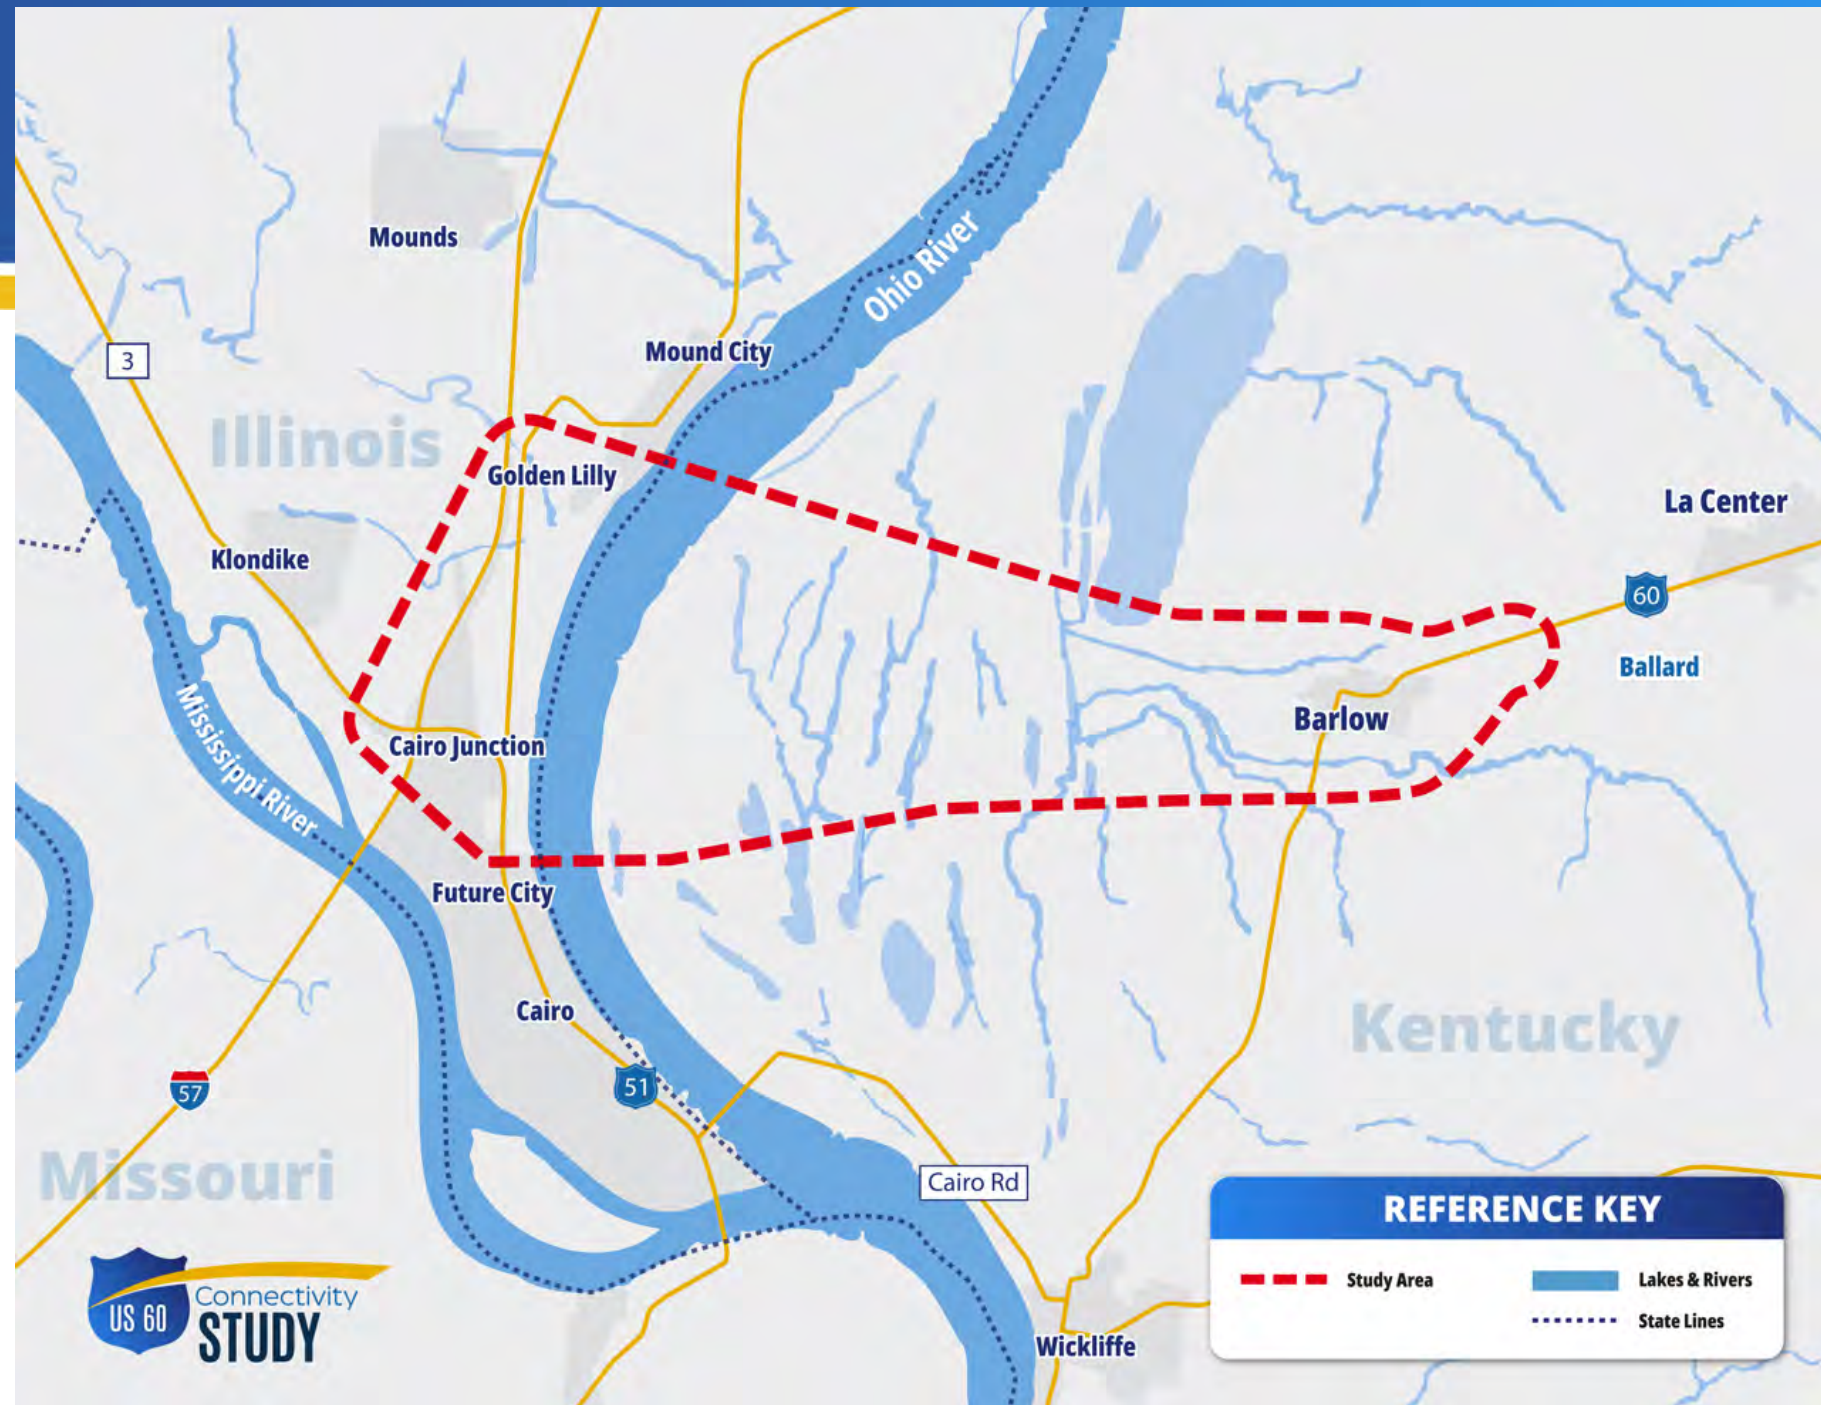 Mounds
Ohio River
Mound City
3
Illinois
Golden Lilly
La Center
Klondike
60
Ballard
Mississippi River
Barlow
Cairo Junction
Future City
Cairo
Kentucky
51
57
Missouri
Cairo Rd
Wickliffe
US 60
Connectivity
STUDY
REFERENCE KEY
Study Area
Lakes & Rivers
State Lines